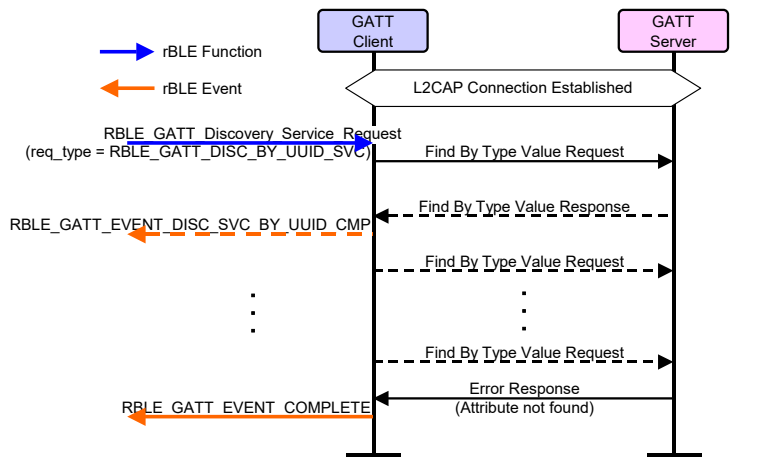 GATT
Client
GATT
Server
rBLE Function
rBLE Event
L2CAP Connection Established
RBLE_GATT_Discovery_Service_Request
(req_type = RBLE_GATT_DISC_BY_UUID_SVC)
Find By Type Value Request
Find By Type Value Response
RBLE_GATT_EVENT_DISC_SVC_BY_UUID_CMP
Find By Type Value Request
Find By Type Value Request
Error Response
(Attribute not found)
RBLE_GATT_EVENT_COMPLETE